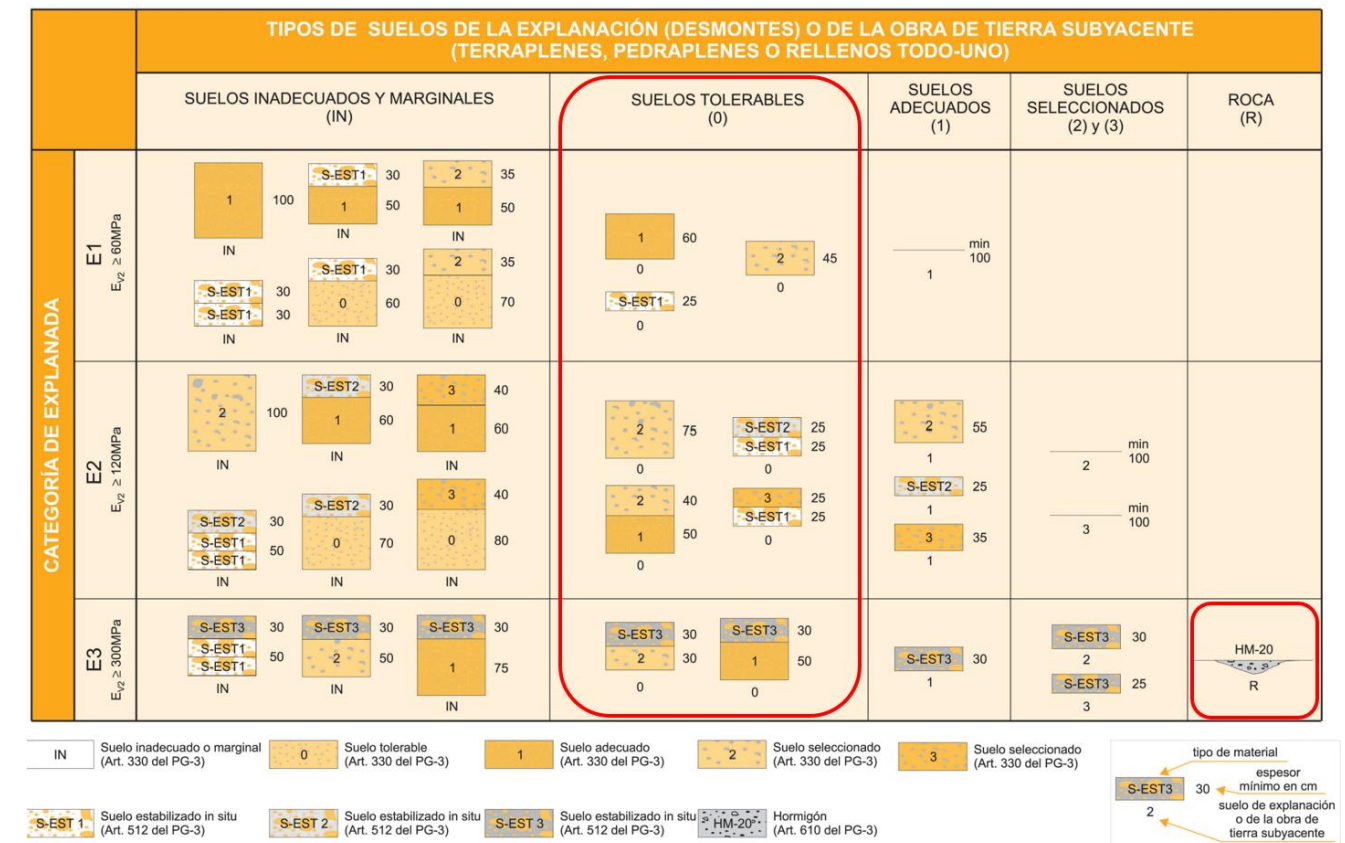 TIPOS DE SUELOS DE LA EXPLANACIÓN (DESMONTES) O DE LA OBRA DE TIERRA SUBYACENTE
(TERRAPLENES, PEDRAPLENES O RELLENOS TODO-UNO)
SUELOS INADECUADOS Y MARGINALES
(IN)
SUELOS TOLERABLES
(0)
SUELOS
ADECUADOS
(1)
SUELOS
SELECCIONADOS
(2) y (3)
ROCA
(R)
CATEGORÍA DE EXPLANADA
E1
EV2 ≥ 60MPa
1 100
IN
S-EST1 30
1 50
IN
2 35
1 50
IN
S-EST1 30
S-EST1 30
IN
S-EST1 30
0 60
IN
2 35
0 70
IN
1 60
0
2 45
0
S-EST1 25
0
min
100
1
E2
EV2 ≥ 120MPa
2 100
IN
S-EST2 30
1 60
IN
3 40
1 60
IN
S-EST2 30
S-EST1 50
S-EST1
IN
S-EST2 30
0 70
IN
3 40
0 80
IN
2 75
0
S-EST2 25
S-EST1 25
0
2 40
1 50
0
3 25
S-EST1 25
0
2 55
1
S-EST2 25
1
3 35
1
min
100
2
min
100
3
E3
EV2 ≥ 300MPa
S-EST3 30
S-EST1 50
S-EST1
IN
S-EST3 30
2 50
IN
S-EST3 30
1 75
IN
S-EST3 30
2 30
0
S-EST3 30
1 50
0
S-EST3 30
1
S-EST3 30
2
S-EST3 25
3
HM-20
R
IN Suelo inadecuado o marginal
(Art. 330 del PG-3)
0 Suelo tolerable
(Art. 330 del PG-3)
1 Suelo adecuado
(Art. 330 del PG-3)
2 Suelo seleccionado
(Art. 330 del PG-3)
3 Suelo seleccionado
(Art. 330 del PG-3)
S-EST 1 Suelo estabilizado in situ
(Art. 512 del PG-3)
S-EST 2 Suelo estabilizado in situ
(Art. 512 del PG-3)
S-EST 3 Suelo estabilizado in situ
(Art. 512 del PG-3)
HM-20 Hormigón
(Art. 610 del PG-3)
tipo de material
S-EST3 30
espesor
mínimo en cm
2
suelo de explanación
o de la obra de
tierra subyacente